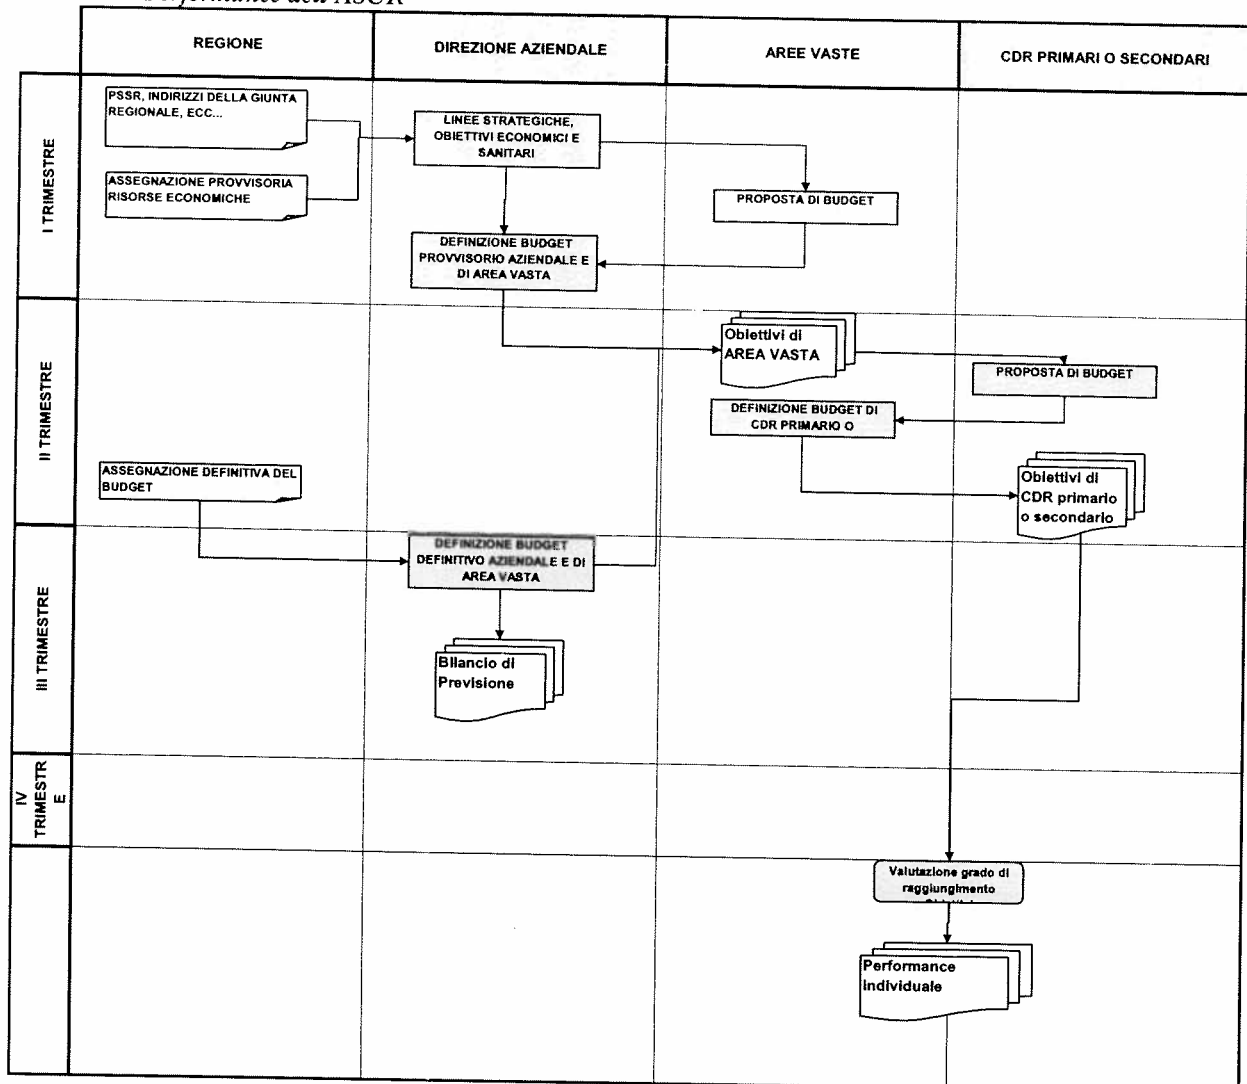 Performance dell'ASUR
REGIONE
DIREZIONE AZIENDALE
AREE VASTE
CDR PRIMARI O SECONDARI
I TRIMESTRE
PSSR, INDIRIZZI DELLA GIUNTA
REGIONALE, ECC...
LINEE STRATEGICHE,
OBIETTIVI ECONOMICI E
SANITARI
ASSEGNAZIONE PROVVISORIA
RISORSE ECONOMICHE
PROPOSTA DI BUDGET
DEFINIZIONE BUDGET
PROVVISORIO AZIENDALE E
DI AREA VASTA
II TRIMESTRE
Obiettivi di
AREA VASTA
PROPOSTA DI BUDGET
DEFINIZIONE BUDGET DI
CDR PRIMARIO O
ASSEGNAZIONE DEFINITIVA DEL
BUDGET
Obiettivi di
CDR primario
o secondario
III TRIMESTRE
DEFINIZIONE BUDGET
DEFINITIVO AZIENDALE E DI
AREA VASTA
Bilancio di
Previsione
IV
TRIMESTR
E
Valutazione grado di
raggiungimento
Performance
individuale